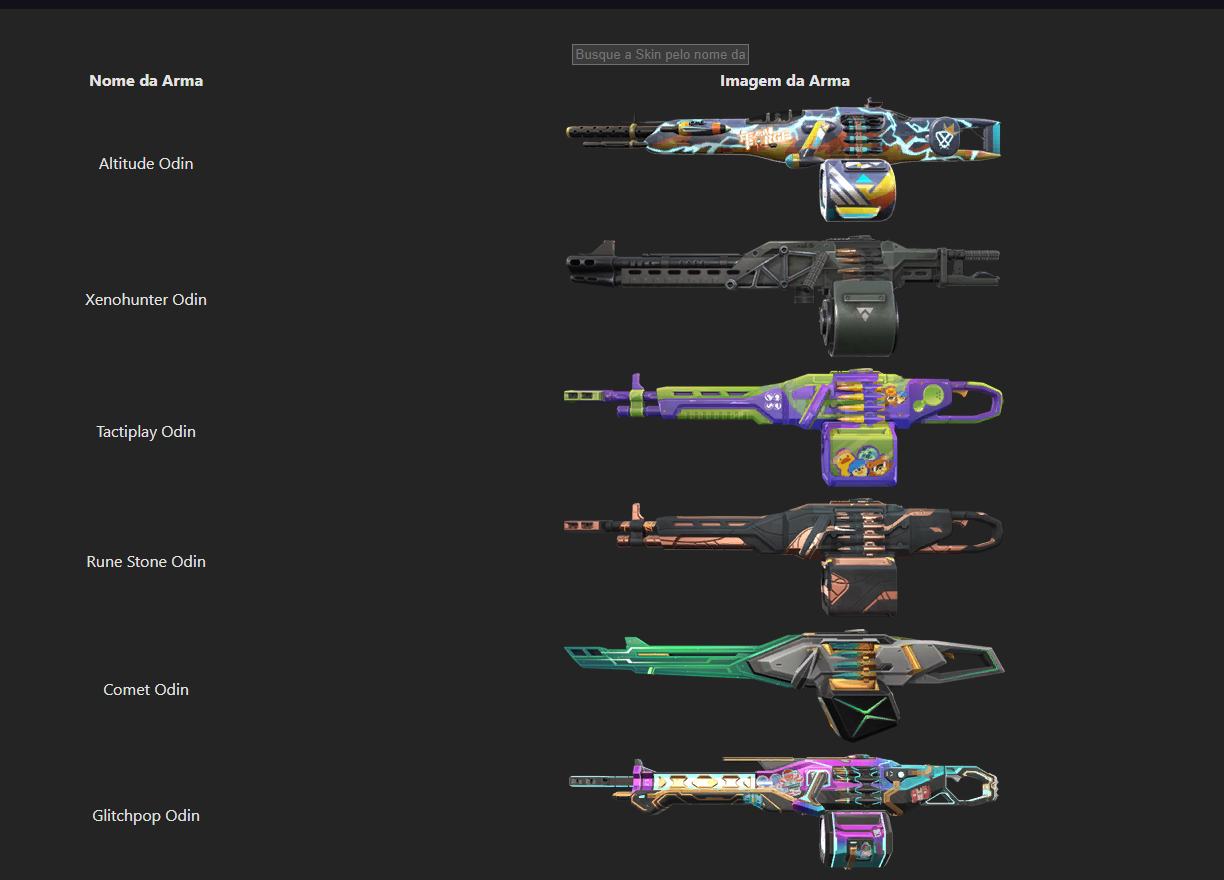 Busque a Skin pelo nome da
Nome da Arma
Imagem da Arma
Altitude Odin
Xenohunter Odin
Tactiplay Odin
Rune Stone Odin
Comet Odin
Glitchpop Odin